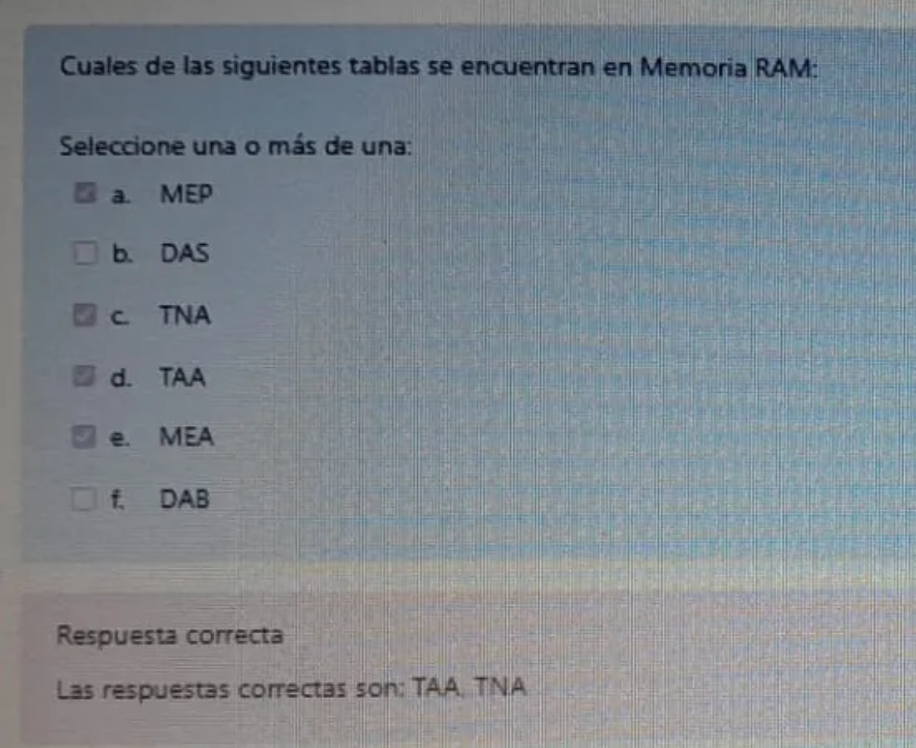 Cuales de las siguientes tablas se encuentran en Memoria RAM:
Seleccione una o más de una:
a. MEP
b. DAS
c. TNA
d. TAA
e. MEA
f. DAB
Respuesta correcta
Las respuestas correctas son: TAA, TNA